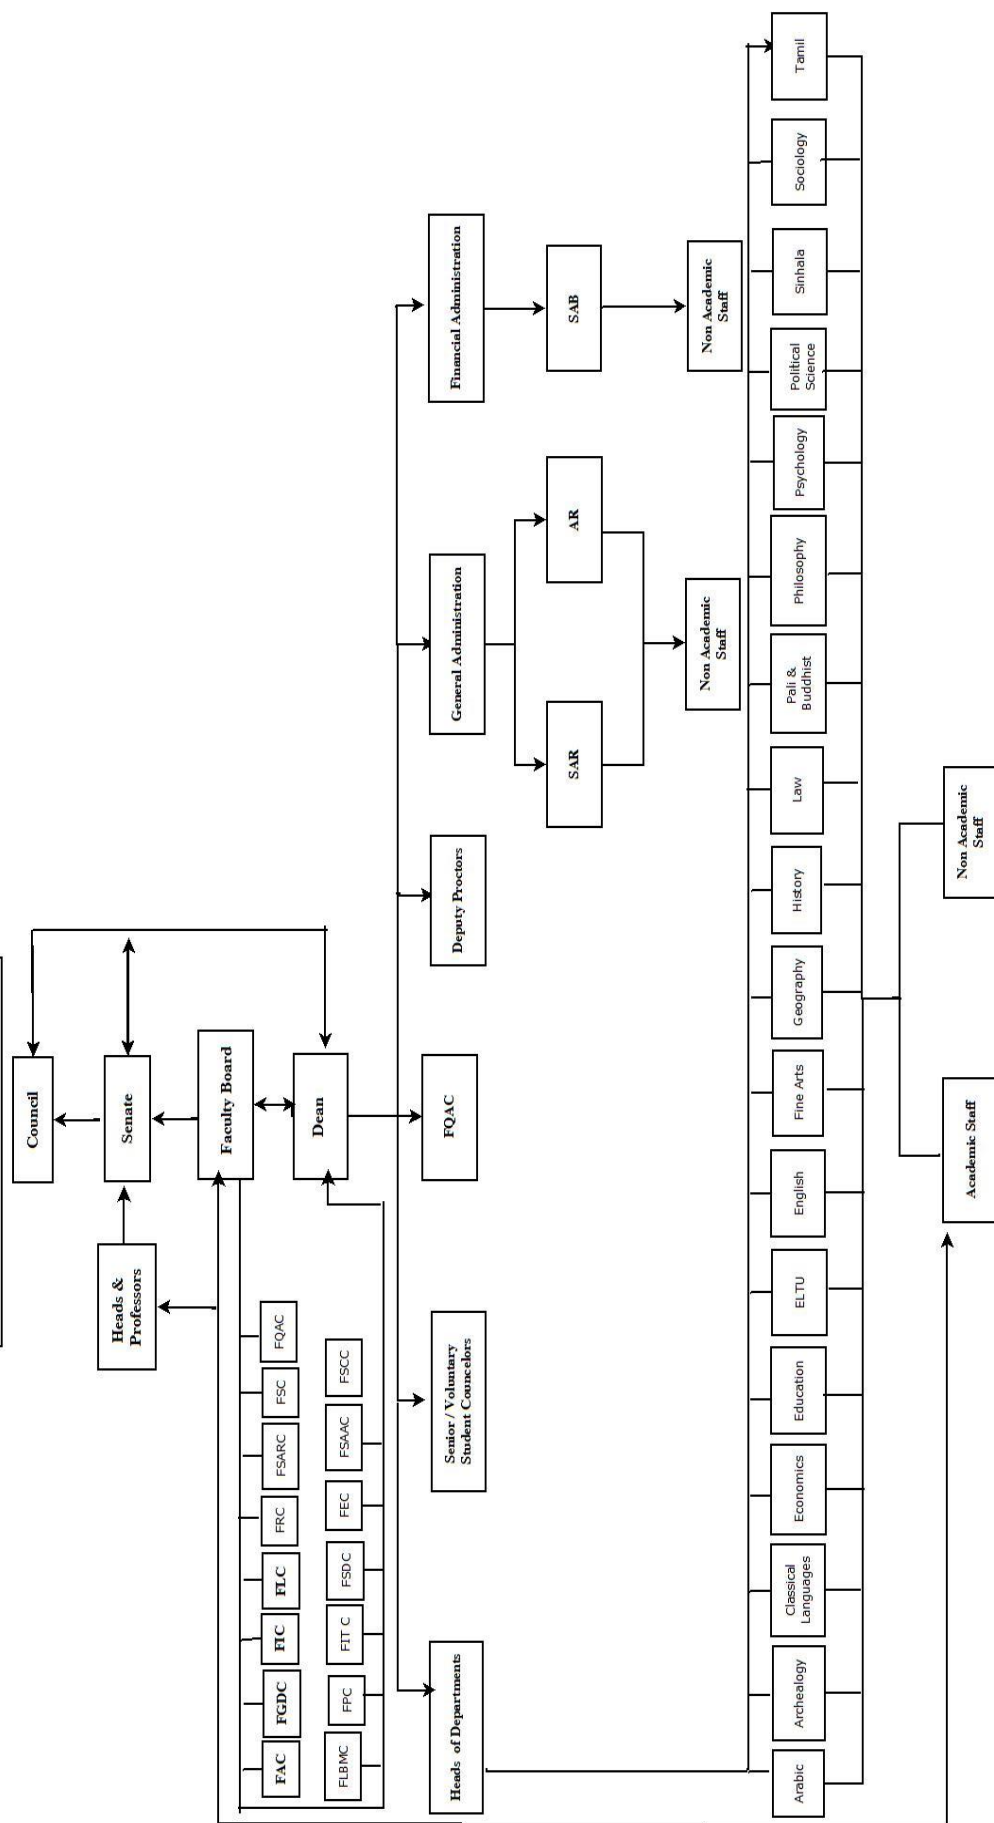 Council
Senate
Heads &
Professors
Faculty Board
Dean
FAC
FGDC
FIC
FLC
FRC
FSARC
FSC
FQAC
FLBMC
FPC
FIT C
FSDC
FEC
FSAAC
FSCC
Heads of Departments
Senior / Voluntary
Student Councelors
FQAC
Deputy Proctors
General Administration
Financial Administration
SAR
AR
SAB
Non Academic
Staff
Non Academic
Staff
Arabic
Archealogy
Classical
Languages
Economics
Education
ELTU
English
Fine Arts
Geography
History
Law
Pali &
Buddhist
Philosophy
Psychology
Political
Science
Sinhala
Sociology
Tamil
Academic Staff
Non Academic
Staff